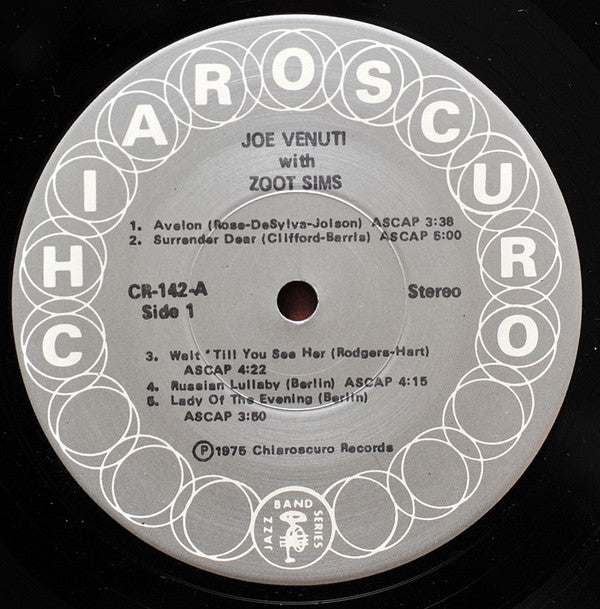 CHIAROSCURO
JOE VENUTI
with
ZOOT SIMS
1. Avalon (Rose-DeSylva-Jolson) ASCAP 3:38
2. Surrender Dear (Clifford-Barris) ASCAP 5:00
CR-142-A
Side 1
Stereo
3. Wait 'Till You See Her (Rodgers-Hart)
ASCAP 4:22
4. Russian Lullaby (Berlin) ASCAP 4:15
5. Lady Of The Evening (Berlin)
ASCAP 3:50
Ⓟ1975 Chiaroscuro Records
JAZZ BAND SERIES